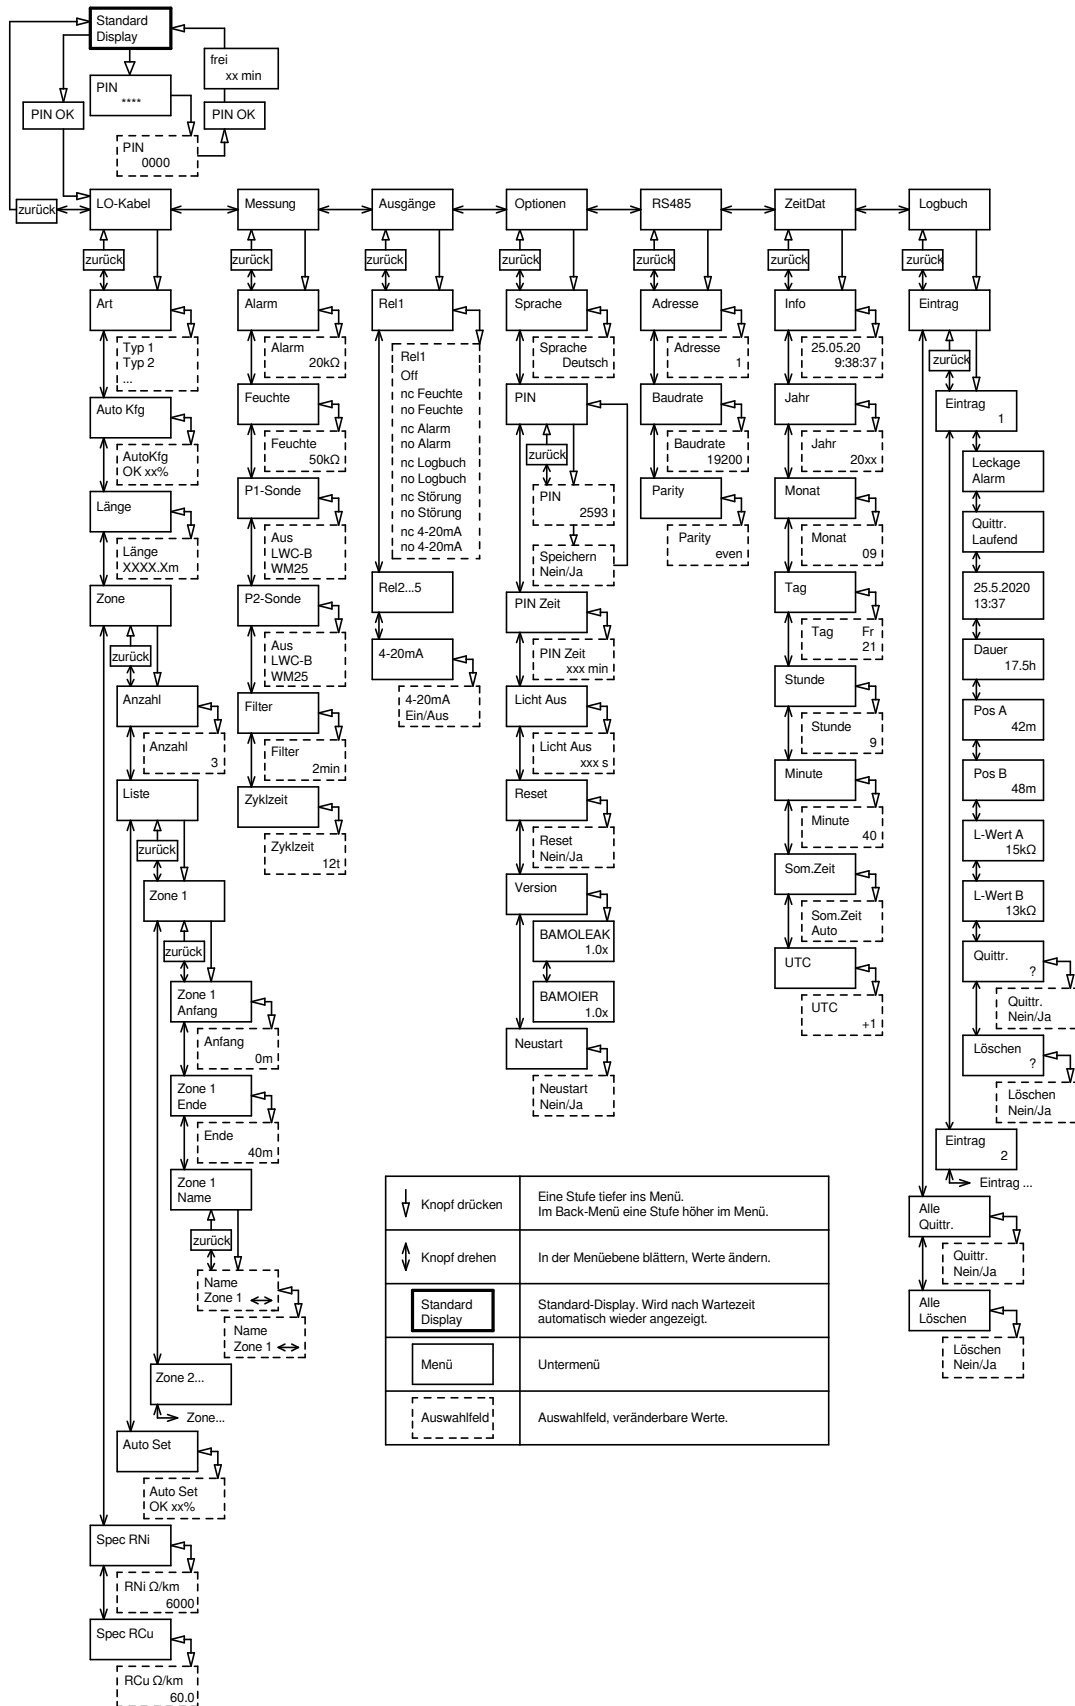 Standard
Display
frei
xx min
PIN
****
PIN OK
PIN OK
PIN
0000
zurück
LO-Kabel
Messung
Ausgänge
Optionen
RS485
ZeitDat
Logbuch
zurück
zurück
zurück
zurück
zurück
zurück
zurück
Art
Typ 1
Typ 2
...
Auto Kfg
AutoKfg
OK xx%
Länge
Länge
XXXX.Xm
Zone
zurück
Anzahl
Anzahl
3
Liste
zurück
Zone 1
zurück
Zone 1
Anfang
Anfang
0m
Zone 1
Ende
Ende
40m
Zone 1
Name
zurück
Name
Zone 1
Name
Zone 1
Zone 2...
Zone...
Auto Set
Auto Set
OK xx%
Spec RNi
RNi Ω/km
6000
Spec RCu
RCu Ω/km
60.0
Alarm
Alarm
20kΩ
Feuchte
Feuchte
50kΩ
P1-Sonde
Aus
LWC-B
WM25
P2-Sonde
Aus
LWC-B
WM25
Filter
Filter
2min
Zyklzeit
Zyklzeit
12t
Rel1
Rel1
Off
nc Feuchte
no Feuchte
nc Alarm
no Alarm
nc Logbuch
no Logbuch
nc Störung
no Störung
nc 4-20mA
no 4-20mA
Rel2...5
4-20mA
4-20mA
Ein/Aus
Sprache
Sprache
Deutsch
PIN
zurück
PIN
2593
Speichern
Nein/Ja
PIN Zeit
PIN Zeit
xxx min
Licht Aus
Licht Aus
xxx s
Reset
Reset
Nein/Ja
Version
BAMOLEAK
1.0x
BAMOIER
1.0x
Neustart
Neustart
Nein/Ja
Adresse
Adresse
1
Baudrate
Baudrate
19200
Parity
Parity
even
Info
25.05.20
9:38:37
Jahr
Jahr
20xx
Monat
Monat
09
Tag
Tag Fr
21
Stunde
Stunde
9
Minute
Minute
40
Som.Zeit
Som.Zeit
Auto
UTC
UTC
+1
Eintrag
zurück
Eintrag
1
Leckage
Alarm
Quittr.
Laufend
25.5.2020
13:37
Dauer
17.5h
Pos A
42m
Pos B
48m
L-Wert A
15kΩ
L-Wert B
13kΩ
Quittr.
?
Quittr.
Nein/Ja
Löschen
?
Löschen
Nein/Ja
Eintrag
2
Eintrag ...
Alle
Quittr.
Quittr.
Nein/Ja
Alle
Löschen
Löschen
Nein/Ja
Knopf drücken
Eine Stufe tiefer ins Menü.
Im Back-Menü eine Stufe höher im Menü.
Knopf drehen
In der Menüebene blättern, Werte ändern.
Standard
Display
Standard-Display. Wird nach Wartezeit
automatisch wieder angezeigt.
Menü
Untermenü
Auswahlfeld
Auswahlfeld, veränderbare Werte.